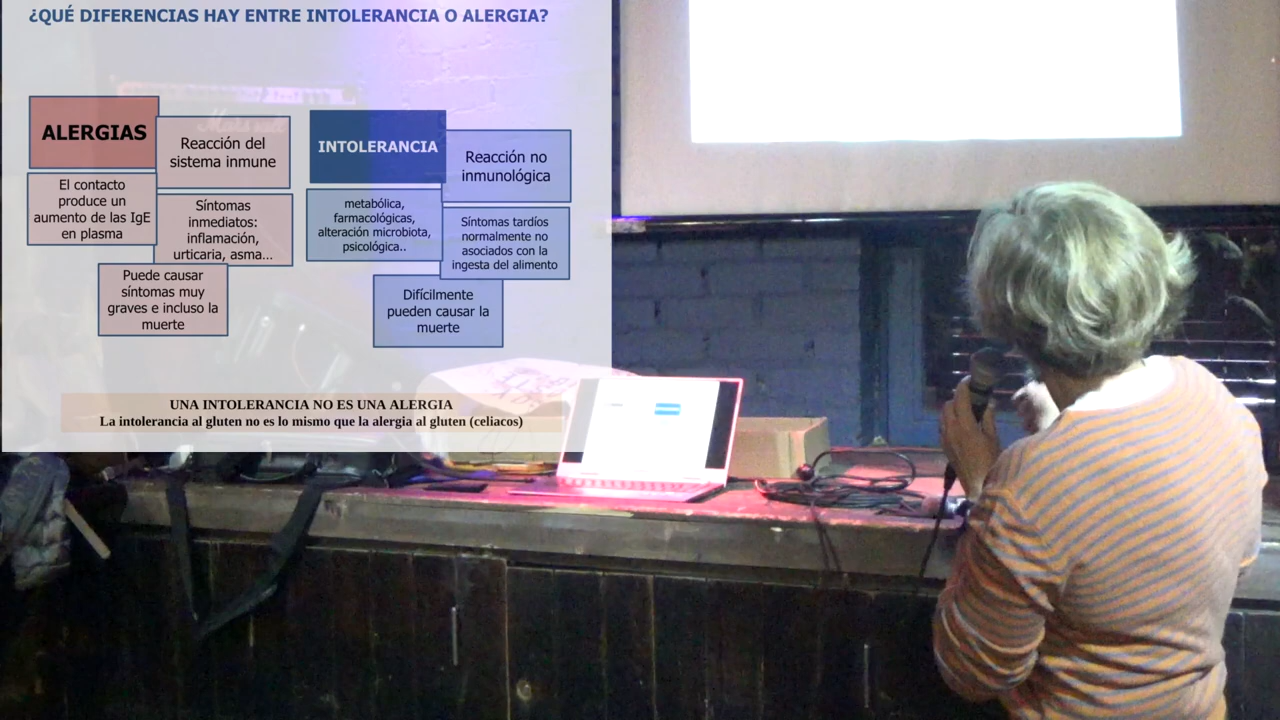 ¿QUÉ DIFERENCIAS HAY ENTRE INTOLERANCIA O ALERGIA?
ALERGIAS
Reacción del
sistema inmune
El contacto
produce un
aumento de las IgE
en plasma
Síntomas
inmediatos:
inflamación,
urticaria, asma...
Puede causar
síntomas muy
graves e incluso la
muerte
INTOLERANCIA
Reacción no
inmunológica
metabólica,
farmacológicas,
alteración microbiota,
psicológica..
Síntomas tardíos
normalmente no
asociados con la
ingesta del alimento
Difícilmente
pueden causar la
muerte
UNA INTOLERANCIA NO ES UNA ALERGIA
La intolerancia al gluten no es lo mismo que la alergia al gluten (celiacos)
Marshall